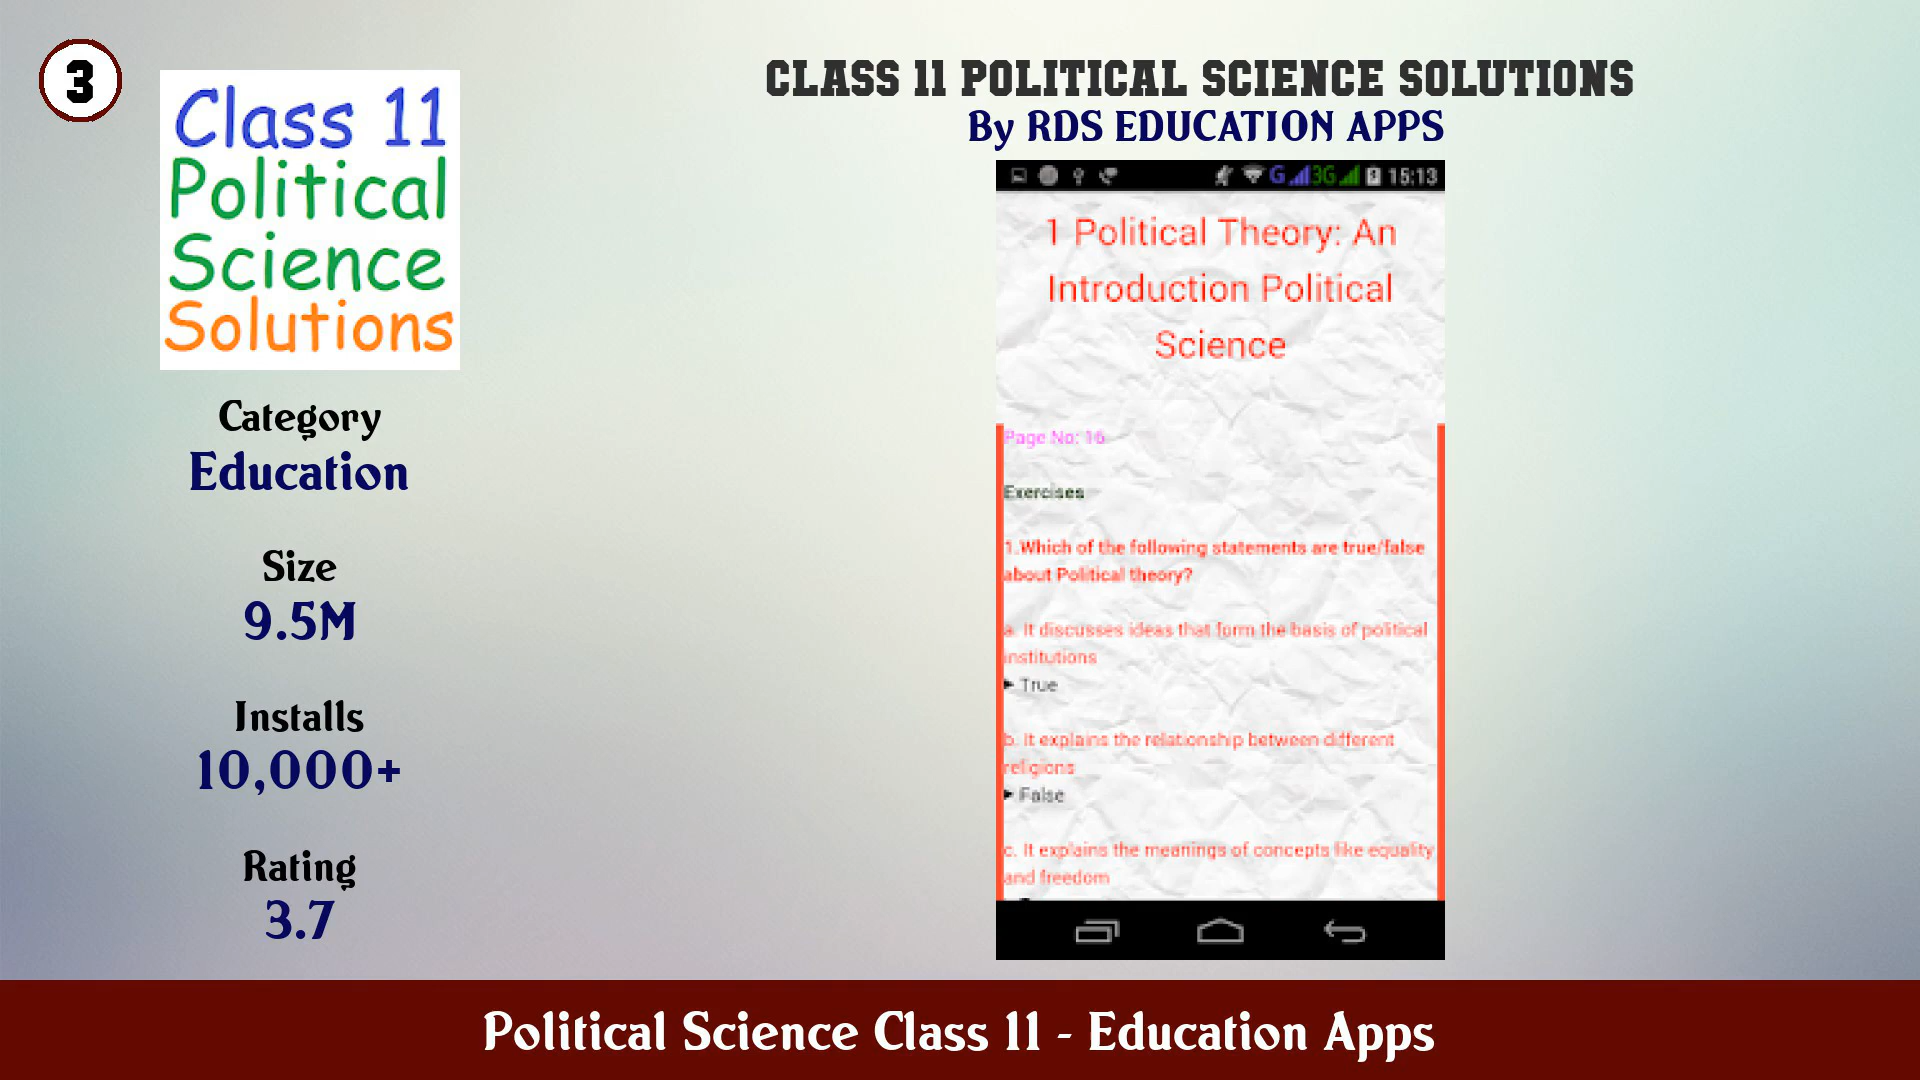 3
Class 11
Political
Science
Solutions
Category
Education
Size
9.5M
Installs
10,000+
Rating
3.7
CLASS 11 POLITICAL SCIENCE SOLUTIONS
By RDS EDUCATION APPS
G 3G 15:13
1 Political Theory: An
Introduction Political
Science
Page No: 16
Exercises
1.Which of the following statements are true/false
about Political theory?
a. It discusses ideas that form the basis of political
institutions
► True
b. It explains the relationship between different
religions
► False
c. It explains the meanings of concepts like equality
and freedom
Political Science Class 11 - Education Apps